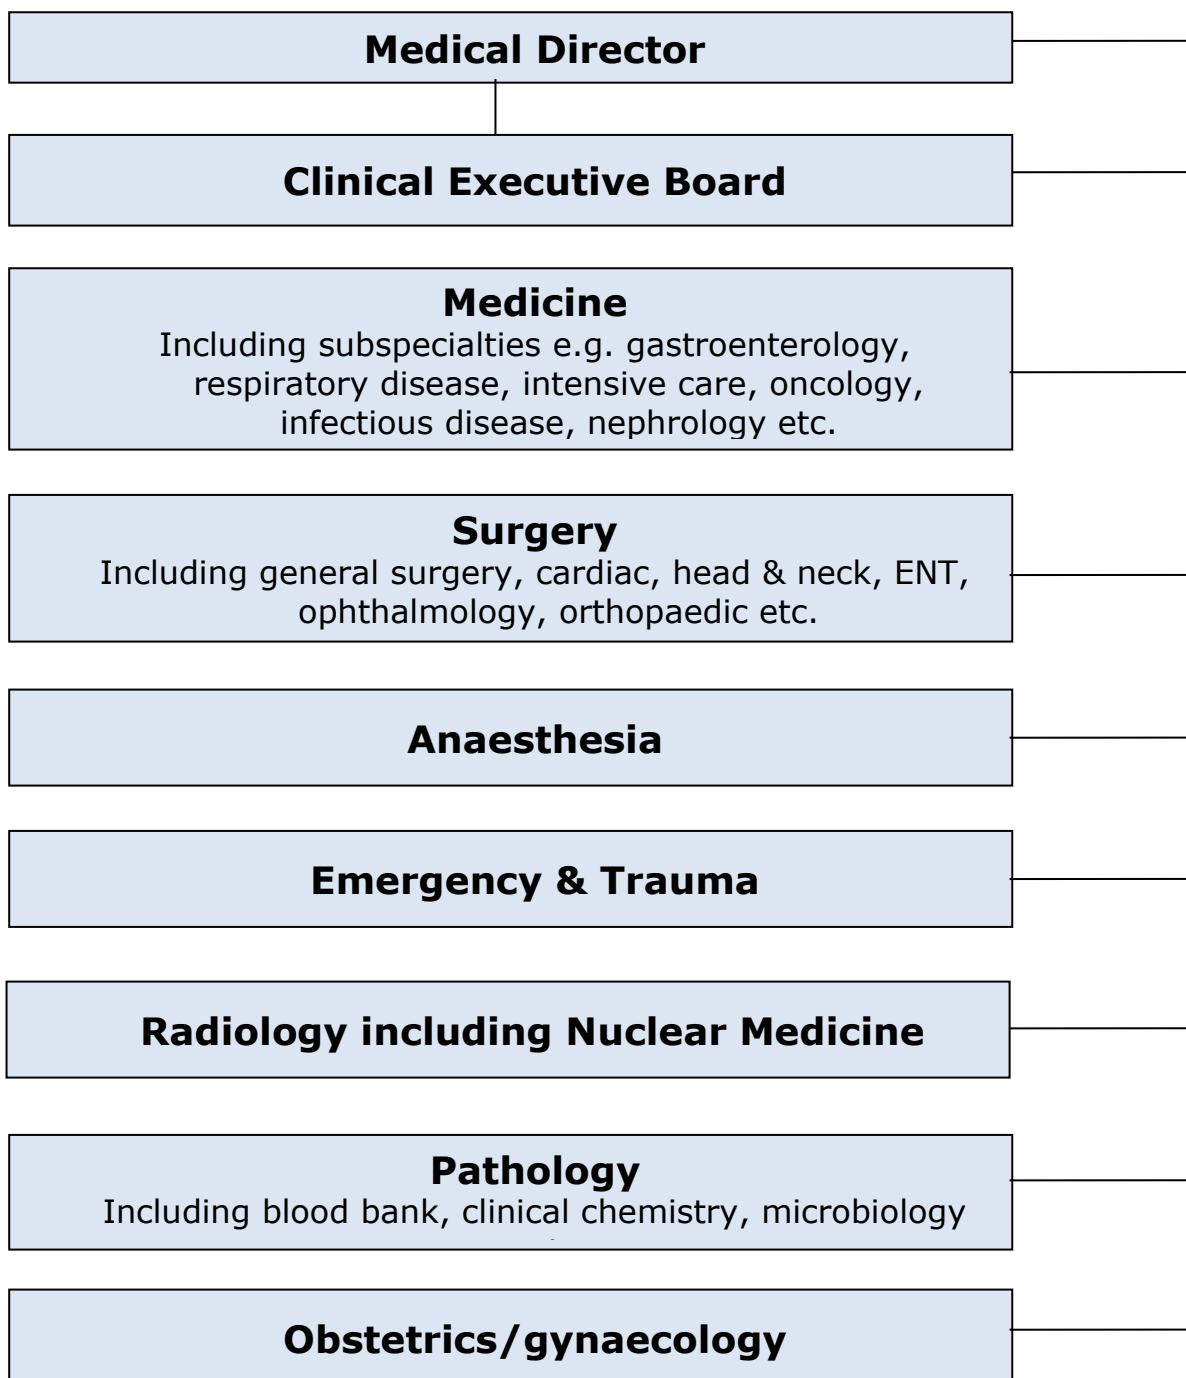 Medical Director
Clinical Executive Board
Medicine
Including subspecialties e.g. gastroenterology,
respiratory disease, intensive care, oncology,
infectious disease, nephrology etc.
Surgery
Including general surgery, cardiac, head & neck, ENT,
ophthalmology, orthopaedic etc.
Anaesthesia
Emergency & Trauma
Radiology including Nuclear Medicine
Pathology
Including blood bank, clinical chemistry, microbiology
Obstetrics/gynaecology